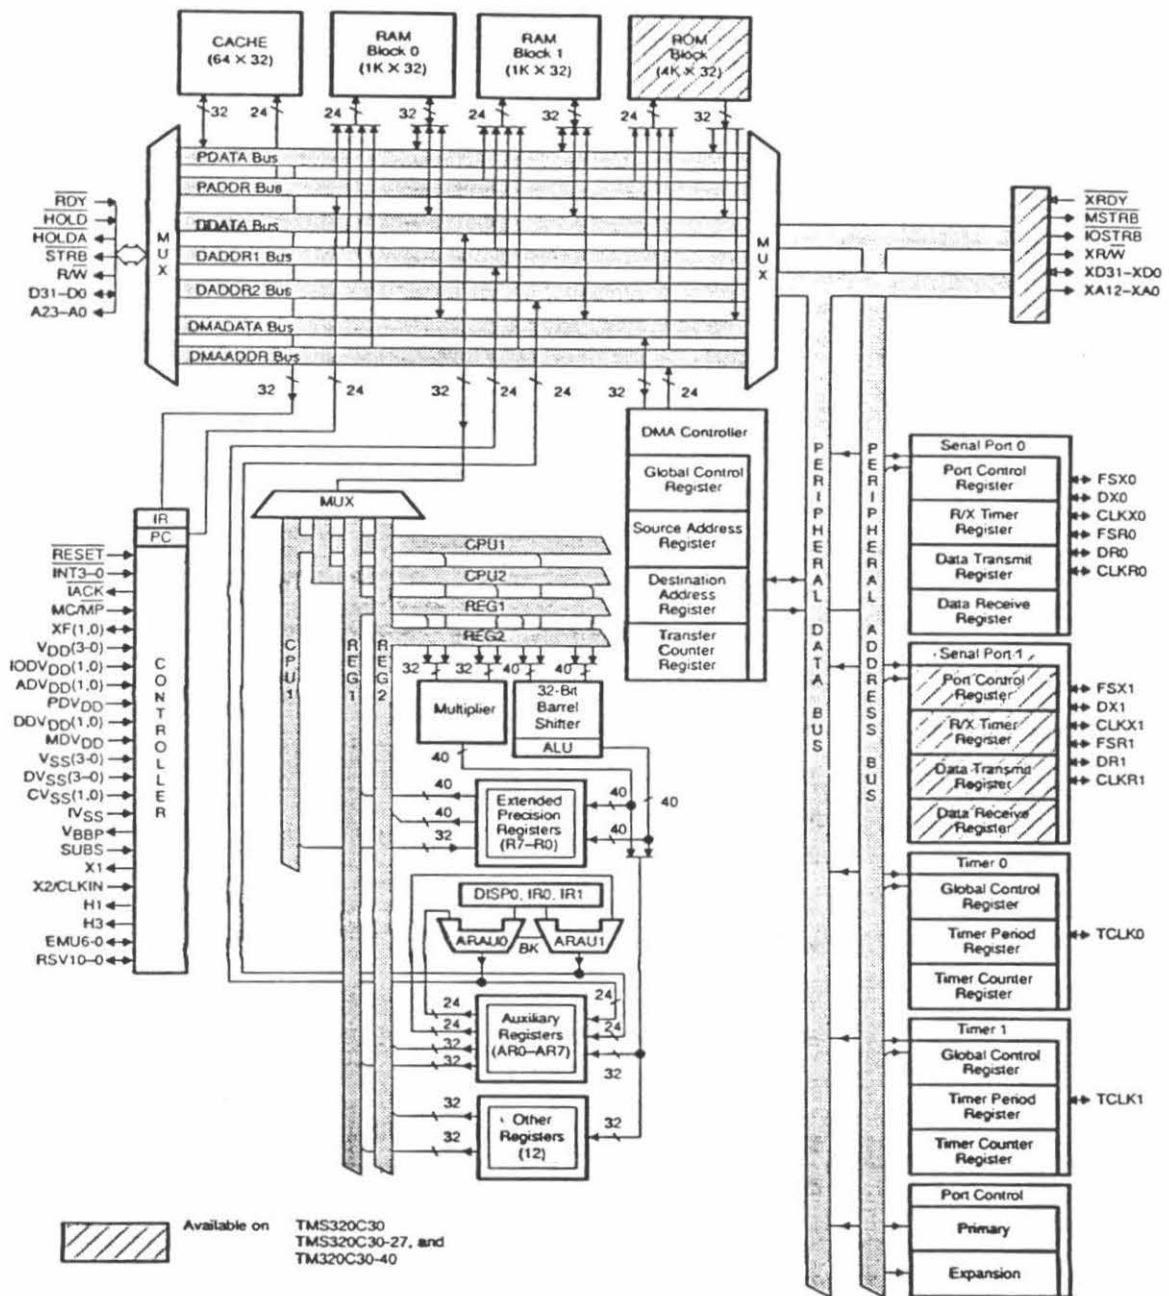 CACHE
(64 × 32)
RAM
Block 0
(1K × 32)
RAM
Block 1
(1K × 32)
ROM
Block
(4K × 32)
32
24
24
32
24
32
24
32
PDATA Bus
PADDR Bus
DDATA Bus
DADDR1 Bus
DADDR2 Bus
DMADATA Bus
DMAADDR Bus
MUX
MUX
RDY
HOLD
HOLDA
STRB
R/W
D31-D0
A23-A0
XRDY
MSTRB
IOSTRB
XR/W
XD31-XD0
XA12-XA0
32
24
32
24
24
32
24
DMA Controller
Global Control
Register
Source Address
Register
Destination
Address
Register
Transfer
Counter
Register
PERIPHERAL DATA BUS
PERIPHERAL ADDRESS BUS
IR
PC
CONTROLLER
RESET
INT3-0
IACK
MC/MP
XF(1,0)
VDD(3-0)
IODVDD(1,0)
ADVDD(1,0)
PDVDD
DDVDD(1,0)
MDVDD
VSS(3-0)
DVSS(3-0)
CVSS(1,0)
IVSS
VBBP
SUBS
X1
X2/CLKIN
H1
H3
EMU6-0
RSV10-0
MUX
CPU1
CPU2
REG1
REG2
CPU1
REG1
REG2
32
32
40
40
Multiplier
32-Bit
Barrel
Shifter
ALU
40
40
40
40
32
Extended
Precision
Registers
(R7-R0)
40
40
DISP0, IR0, IR1
ARAU0
BK
ARAU1
24
24
24
24
32
32
Auxiliary
Registers
(AR0-AR7)
32
32
32
Other
Registers
(12)
32
Serial Port 0
Port Control
Register
R/X Timer
Register
Data Transmit
Register
Data Receive
Register
FSX0
DX0
CLKX0
FSR0
DR0
CLKR0
Serial Port 1
Port Control
Register
R/X Timer
Register
Data Transmit
Register
Data Receive
Register
FSX1
DX1
CLKX1
FSR1
DR1
CLKR1
Timer 0
Global Control
Register
Timer Period
Register
Timer Counter
Register
TCLK0
Timer 1
Global Control
Register
Timer Period
Register
Timer Counter
Register
TCLK1
Port Control
Primary
Expansion
Available on TMS320C30
TMS320C30-27, and
TM320C30-40